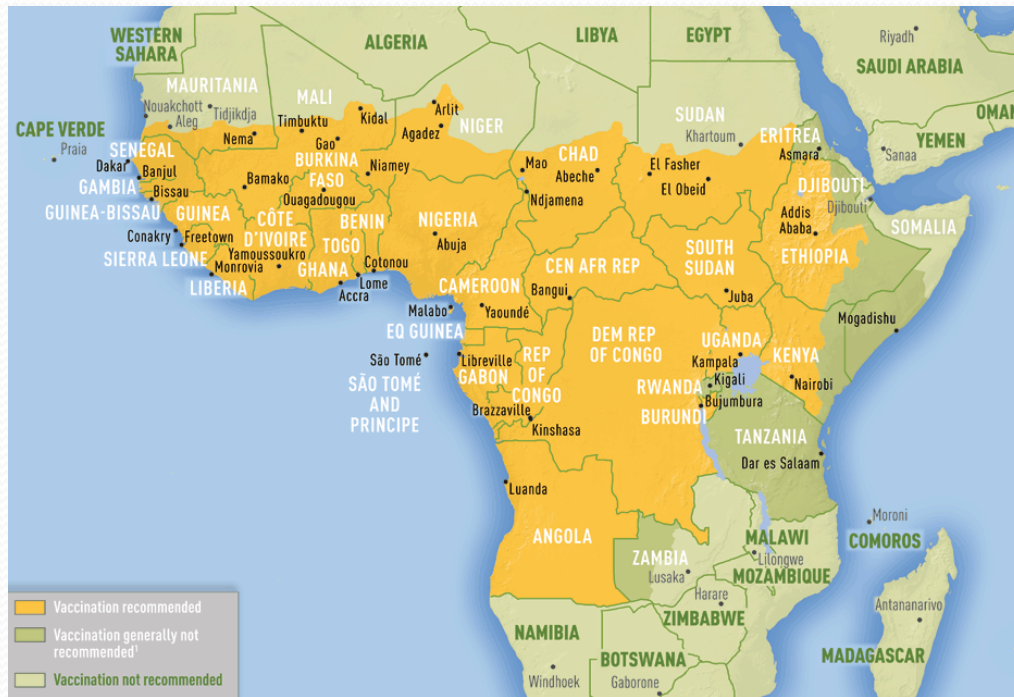 WESTERN
SAHARA
ALGERIA
LIBYA
EGYPT
Riyadh
SAUDI ARABIA
MAURITANIA
Nouakchott
Tidjikdja
Aleg
MALI
Timbuktu
Kidal
Arlit
Agadez
NIGER
SUDAN
Khartoum
ERITREA
Asmara
OMAN
YEMEN
Sanaa
CAPE VERDE
Praia
Nema
Gao
SENEGAL
Dakar
Banjul
GAMBIA
Bissau
GUINEA-BISSAU
BURKINA
FASO
Niamey
Bamako
Ouagadougou
Mao
CHAD
Abeche
Ndjamena
El Fasher
El Obeid
DJIBOUTI
Djibouti
Addis
Ababa
SOMALIA
GUINEA
Conakry
Freetown
SIERRA LEONE
Monrovia
LIBERIA
CÔTE
D'IVOIRE
Yamoussoukro
BENIN
TOGO
GHANA
Cotonou
Lome
Accra
NIGERIA
Abuja
ETHIOPIA
SOUTH
SUDAN
Juba
CEN AFR REP
Bangui
CAMEROON
Yaoundé
Malabo
EQ GUINEA
Mogadishu
DEM REP
OF CONGO
UGANDA
Kampala
KENYA
Nairobi
São Tomé
SÃO TOMÉ
AND
PRINCIPE
Libreville
GABON
REP
OF
CONGO
Brazzaville
Kinshasa
RWANDA
Kigali
Bujumbura
BURUNDI
TANZANIA
Dar es Salaam
Luanda
ANGOLA
ZAMBIA
Lusaka
MALAWI
Lilongwe
MOZAMBIQUE
Moroni
COMOROS
Harare
ZIMBABWE
Antananarivo
MADAGASCAR
NAMIBIA
Windhoek
BOTSWANA
Gaborone
Vaccination recommended
Vaccination generally not
recommended¹
Vaccination not recommended